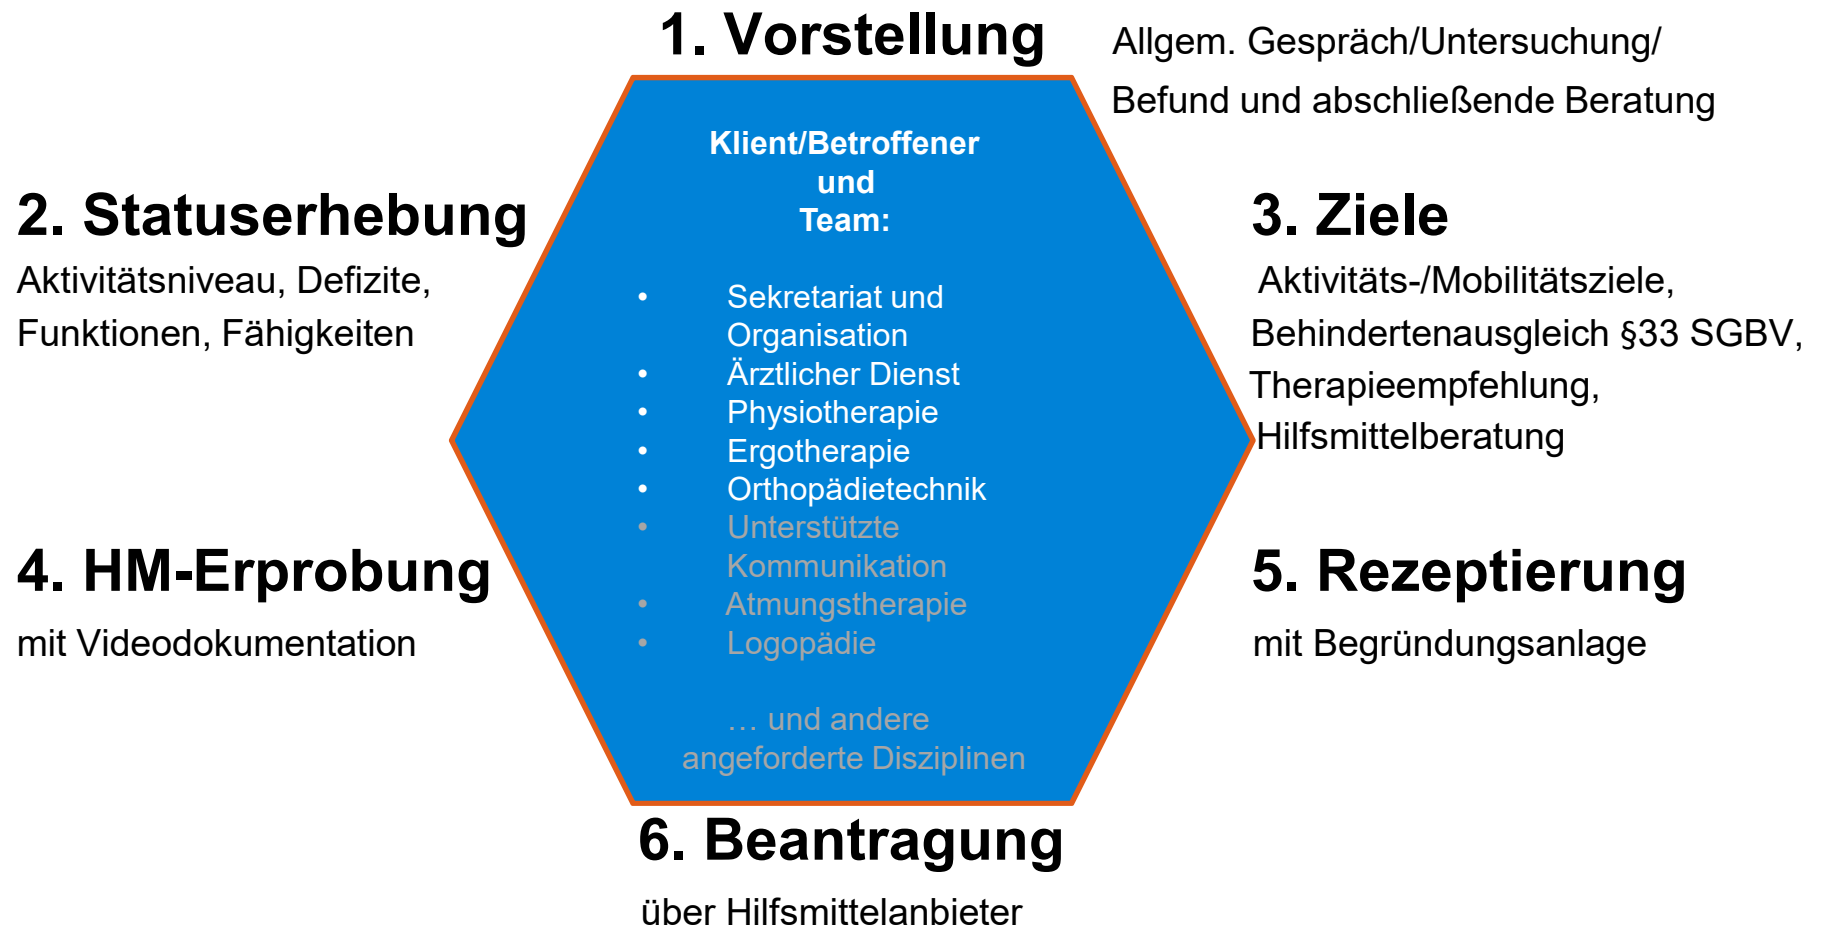 1. Vorstellung
Allgem. Gespräch/Untersuchung/
Befund und abschließende Beratung
Klient/Betroffener
und
Team:
• Sekretariat und
Organisation
• Ärztlicher Dienst
• Physiotherapie
• Ergotherapie
• Orthopädietechnik
• Unterstützte
Kommunikation
• Atmungstherapie
• Logopädie
… und andere
angeforderte Disziplinen
2. Statuserhebung
Aktivitätsniveau, Defizite,
Funktionen, Fähigkeiten
3. Ziele
Aktivitäts-/Mobilitätsziele,
Behindertenausgleich §33 SGBV,
Therapieempfehlung,
Hilfsmittelberatung
4. HM-Erprobung
mit Videodokumentation
5. Rezeptierung
mit Begründungsanlage
6. Beantragung
über Hilfsmittelanbieter